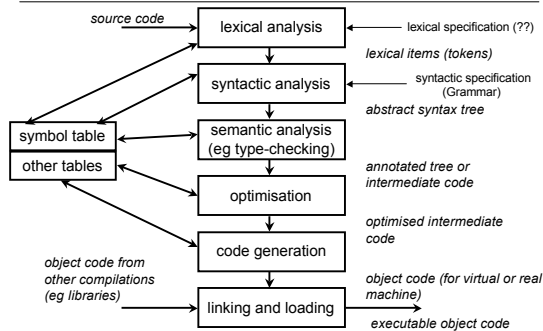 source code
lexical analysis
lexical specification (??)
lexical items (tokens)
syntactic analysis
syntactic specification
(Grammar)
abstract syntax tree
symbol table
other tables
semantic analysis
(eg type-checking)
annotated tree or
intermediate code
optimisation
optimised intermediate
code
code generation
object code from
other compilations
(eg libraries)
object code (for virtual or real
machine)
linking and loading
executable object code